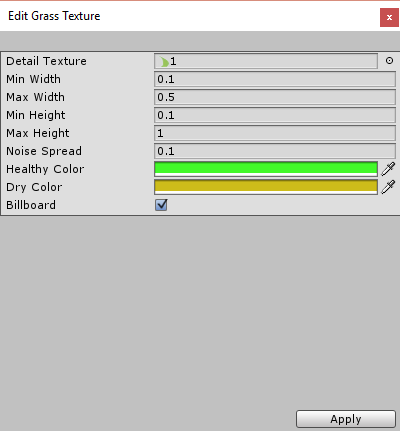 Edit Grass Texture
x
Detail Texture 1
Min Width 0.1
Max Width 0.5
Min Height 0.1
Max Height 1
Noise Spread 0.1
Healthy Color
Dry Color
Billboard
Apply